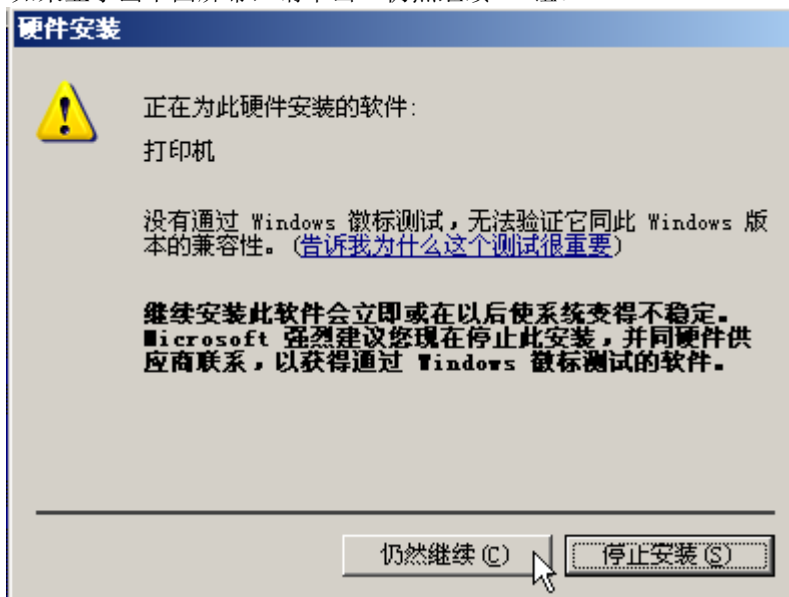 硬件安装
正在为此硬件安装的软件:
打印机
没有通过 Windows 徽标测试，无法验证它同此 Windows 版
本的兼容性。(告诉我为什么这个测试很重要)
继续安装此软件会立即或在以后使系统变得不稳定。
Microsoft 强烈建议您现在停止此安装，并同硬件供
应商联系，以获得通过 Windows 徽标测试的软件。
仍然继续(C) 停止安装(S)